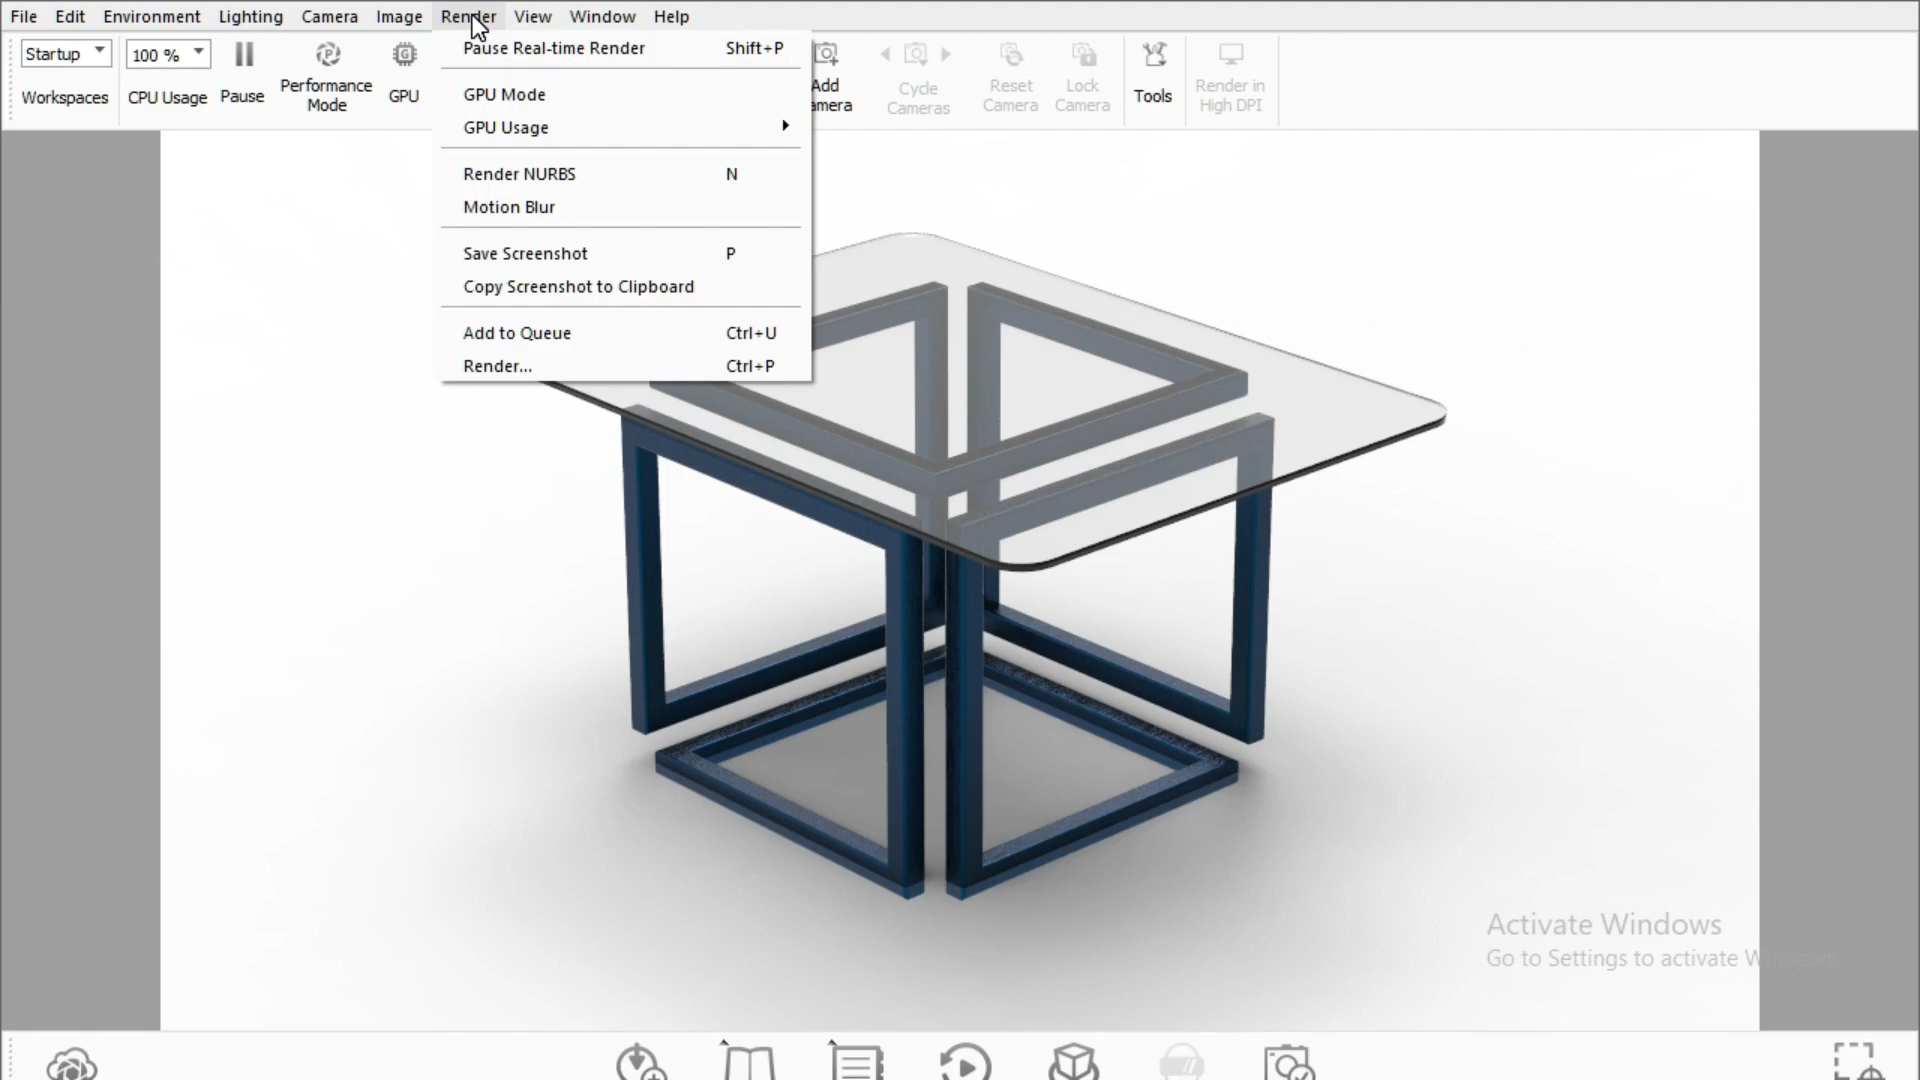 File Edit Environment Lighting Camera Image Render View Window Help
Startup
Workspaces
100 %
CPU Usage
Pause
Performance
Mode
GPU
Pause Real-time Render Shift+P
GPU Mode
GPU Usage
Render NURBS N
Motion Blur
Save Screenshot P
Copy Screenshot to Clipboard
Add to Queue Ctrl+U
Render... Ctrl+P
Add
amera
Cycle
Cameras
Reset
Camera
Lock
Camera
Tools
Render in
High DPI
Activate Windows
Go to Settings to activate Windows.